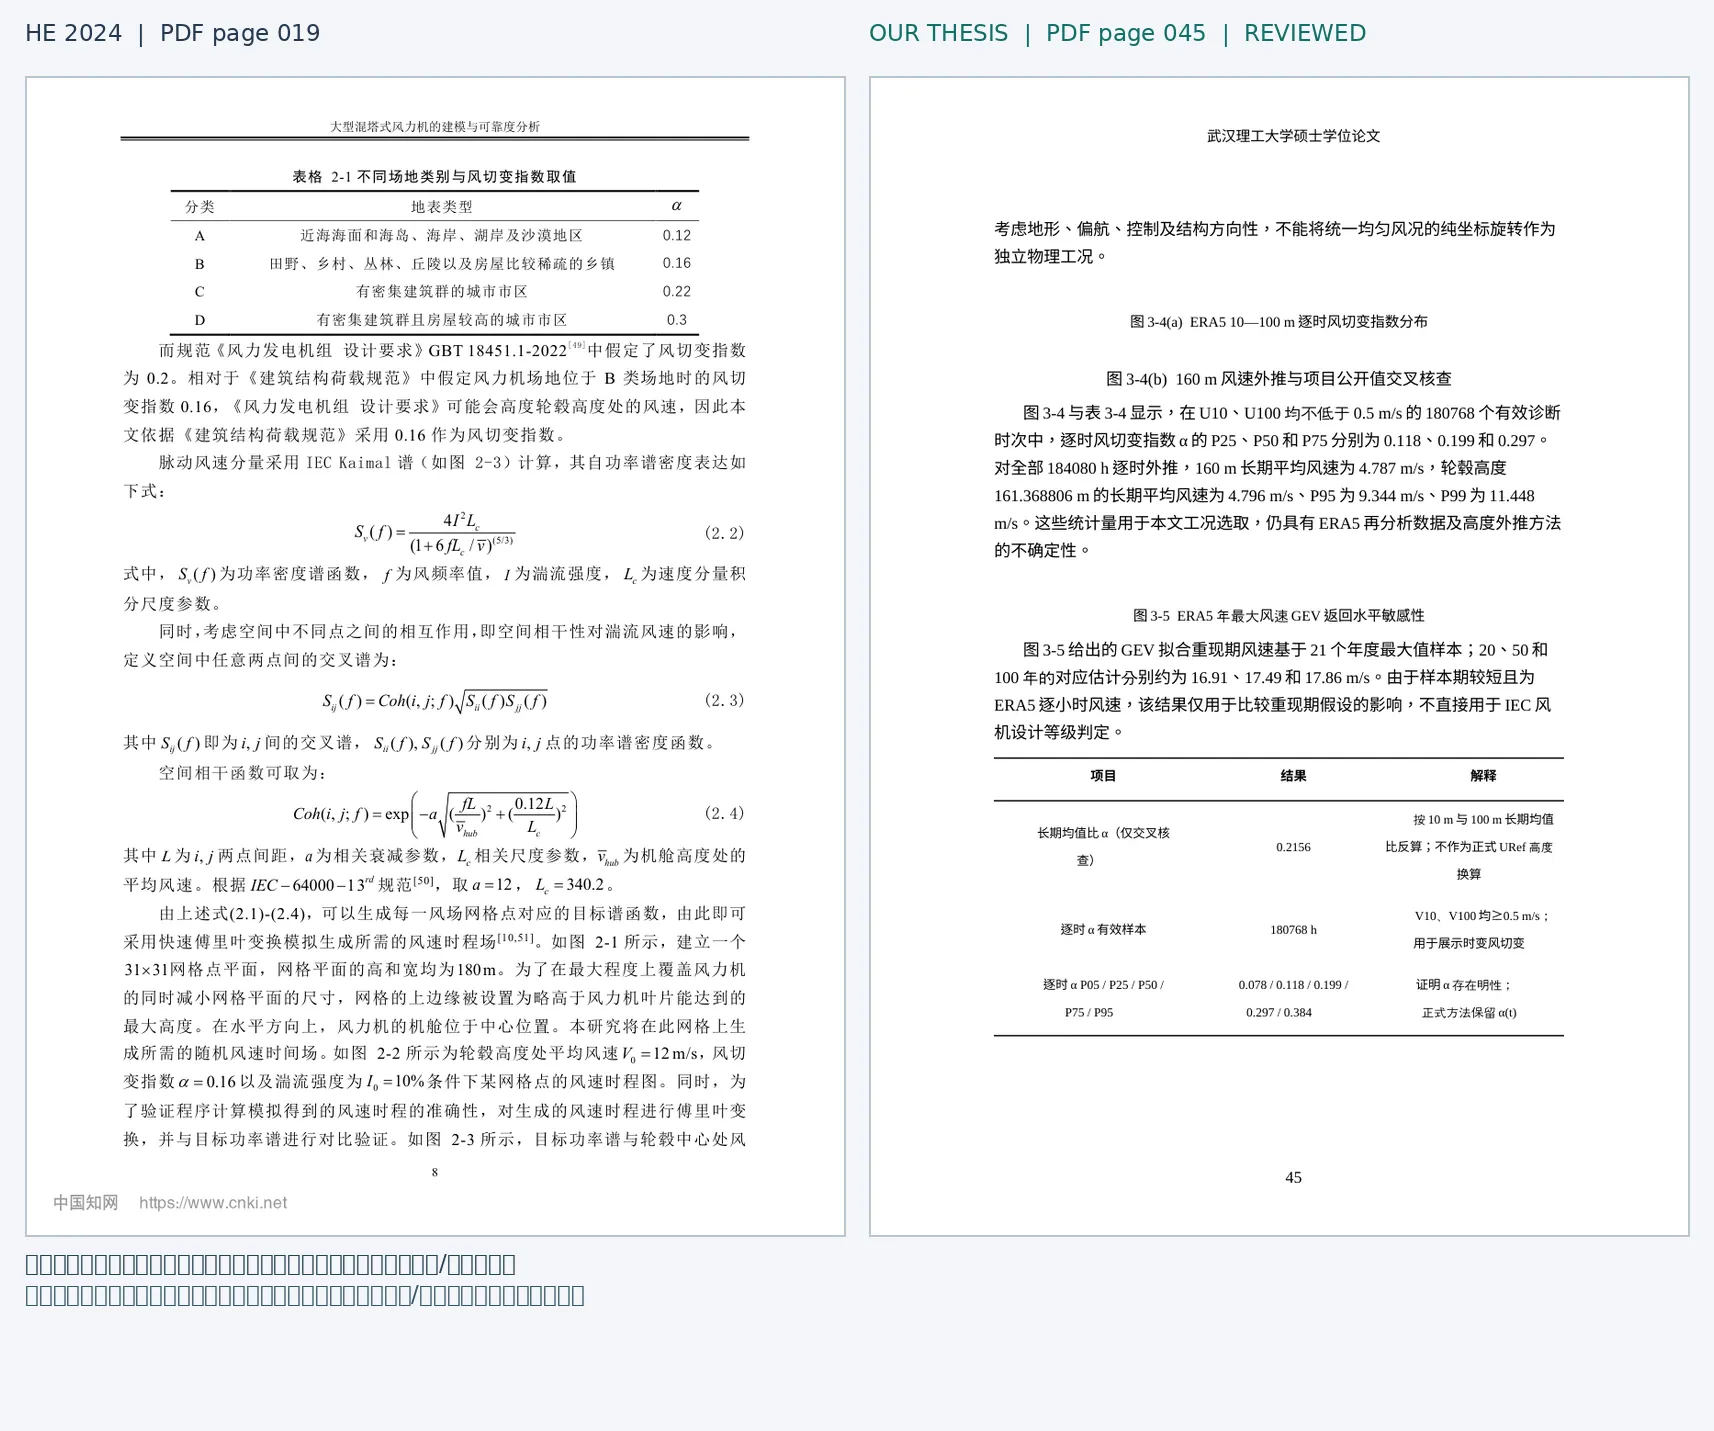 HE 2024 | PDF page 019
大型混塔式风力机的建模与可靠度分析
表格 2-1 不同场地类别与风切变指数取值
分类 地表类型 α
A 近海海面和海岛、海岸、湖岸及沙漠地区 0.12
B 田野、乡村、丛林、丘陵以及房屋比较稀疏的乡镇 0.16
C 有密集建筑群的城市市区 0.22
D 有密集建筑群且房屋较高的城市市区 0.3
而规范《风力发电机组 设计要求》GBT 18451.1-2022[49]中假定了风切变指数
为 0.2。相对于《建筑结构荷载规范》中假定风力机场地位于 B 类场地时的风切
变指数 0.16，《风力发电机组 设计要求》可能会高度轮毂高度处的风速，因此本
文依据《建筑结构荷载规范》采用 0.16 作为风切变指数。
脉动风速分量采用 IEC Kaimal 谱（如图 2-3）计算，其自功率谱密度表达如
下式：
S_v(f) = 4I²L_c / (1+6fL_c / v̄)^(5/3) (2.2)
式中，S_v(f)为功率密度谱函数，f 为风频率值，I 为湍流强度，L_c 为速度分量积
分尺度参数。
同时，考虑空间中不同点之间的相互作用，即空间相干性对湍流风速的影响，
定义空间中任意两点间的交叉谱为：
S_ij(f) = Coh(i, j; f)√(S_ii(f)S_jj(f)) (2.3)
其中 S_ij(f)即为 i, j 间的交叉谱，S_ii(f), S_jj(f)分别为 i, j 点的功率谱密度函数。
空间相干函数可取为：
Coh(i, j; f) = exp(−a√((fL/v̄_hub)² + (0.12L/L_c)²)) (2.4)
其中 L 为 i, j 两点间距，a 为相关衰减参数，L_c 相关尺度参数，v̄_hub 为机舱高度处的
平均风速。根据 IEC−64000−13^rd 规范[50]，取 a=12，L_c=340.2。
由上述式(2.1)-(2.4)，可以生成每一风场网格点对应的目标谱函数，由此即可
采用快速傅里叶变换模拟生成所需的风速时程场[10,51]。如图 2-1 所示，建立一个
31×31网格点平面，网格平面的高和宽均为180m。为了在最大程度上覆盖风力机
的同时减小网格平面的尺寸，网格的上边缘被设置为略高于风力机叶片能达到的
最大高度。在水平方向上，风力机的机舱位于中心位置。本研究将在此网格上生
成所需的随机风速时间场。如图 2-2 所示为轮毂高度处平均风速 V₀=12m/s，风切
变指数 α=0.16 以及湍流强度为 I₀=10%条件下某网格点的风速时程图。同时，为
了验证程序计算模拟得到的风速时程的准确性，对生成的风速时程进行傅里叶变
换，并与目标功率谱进行对比验证。如图 2-3 所示，目标功率谱与轮毂中心处风
8
中国知网 https://www.cnki.net
OUR THESIS | PDF page 045 | REVIEWED
武汉理工大学硕士学位论文
考虑地形、偏航、控制及结构方向性，不能将统一均匀风况的纯坐标旋转作为
独立物理工况。
图 3-4(a) ERA5 10—100 m 逐时风切变指数分布
图 3-4(b) 160 m 风速外推与项目公开值交叉核查
图 3-4 与表 3-4 显示，在 U10、U100 均不低于 0.5 m/s 的 180768 个有效诊断
时次中，逐时风切变指数 α 的 P25、P50 和 P75 分别为 0.118、0.199 和 0.297。
对全部 184080 h 逐时外推，160 m 长期平均风速为 4.787 m/s，轮毂高度
161.368806 m 的长期平均风速为 4.796 m/s、P95 为 9.344 m/s、P99 为 11.448
m/s。这些统计量用于本文工况选取，仍具有 ERA5 再分析数据及高度外推方法
的不确定性。
图 3-5 ERA5 年最大风速 GEV 返回水平敏感性
图 3-5 给出的 GEV 拟合重现期风速基于 21 个年度最大值样本；20、50 和
100 年的对应估计分别约为 16.91、17.49 和 17.86 m/s。由于样本期较短且为
ERA5 逐小时风速，该结果仅用于比较重现期假设的影响，不直接用于 IEC 风
机设计等级判定。
项目 结果 解释
长期均值比 α（仅交叉核
查） 0.2156 按 10 m 与 100 m 长期均值
比反算；不作为正式 URef 高度
换算
逐时 α 有效样本 180768 h V10、V100 均≥0.5 m/s；
用于展示时变风切变
逐时 α P05 / P25 / P50 / 0.078 / 0.118 / 0.199 / 证明 α 存在明性；
P75 / P95 0.297 / 0.384 正式方法保留 α(t)
45